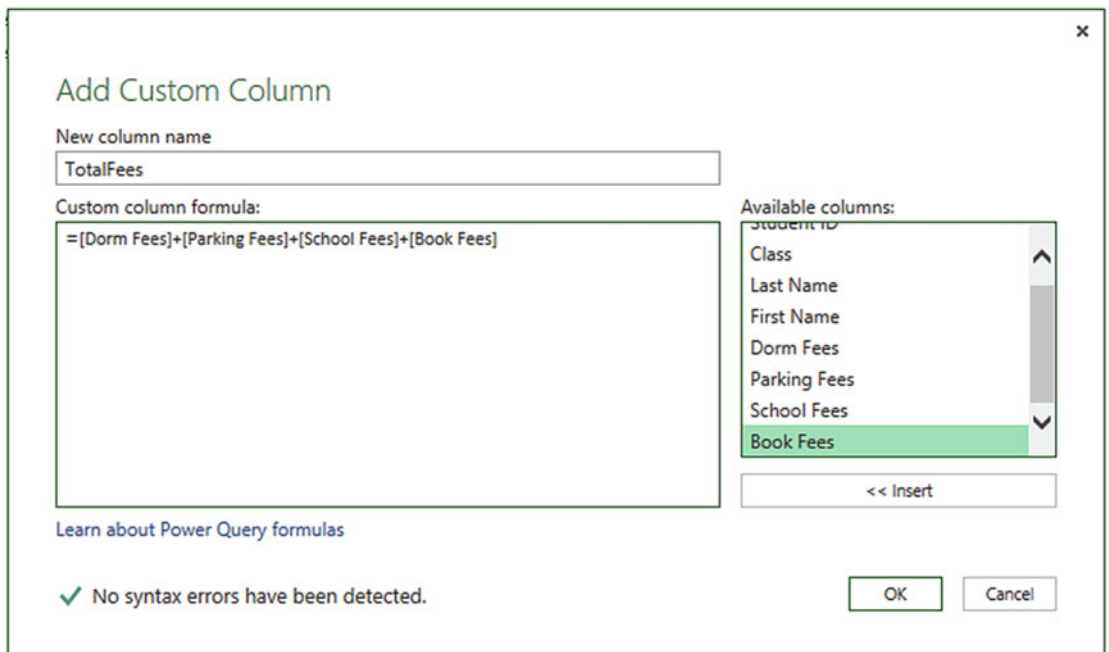 Add Custom Column
New column name
TotalFees
Custom column formula:
=[Dorm Fees]+[Parking Fees]+[School Fees]+[Book Fees]
Available columns:
Student ID
Class
Last Name
First Name
Dorm Fees
Parking Fees
School Fees
Book Fees
<< Insert
Learn about Power Query formulas
No syntax errors have been detected.
OK
Cancel